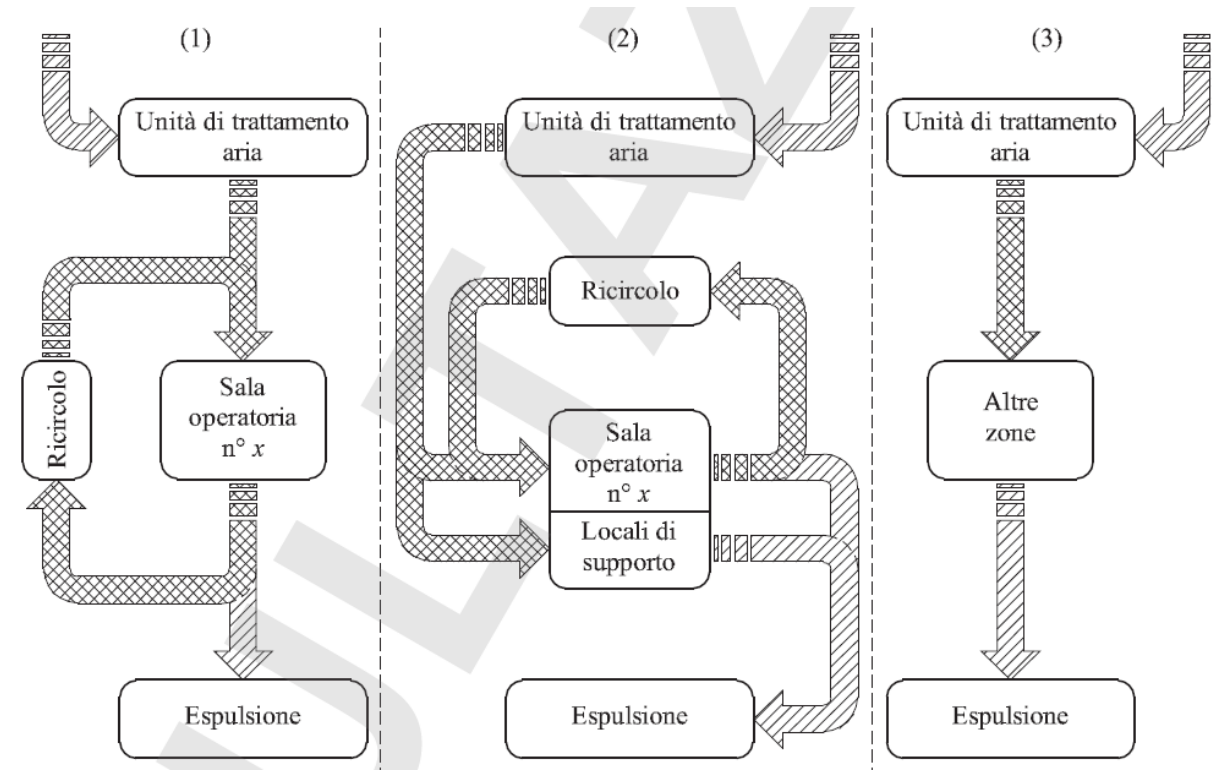 (1)
Unità di trattamento
aria
Ricircolo
Sala
operatoria
n° x
Espulsione
(2)
Unità di trattamento
aria
Ricircolo
Sala
operatoria
n° x
Locali di
supporto
Espulsione
(3)
Unità di trattamento
aria
Altre
zone
Espulsione